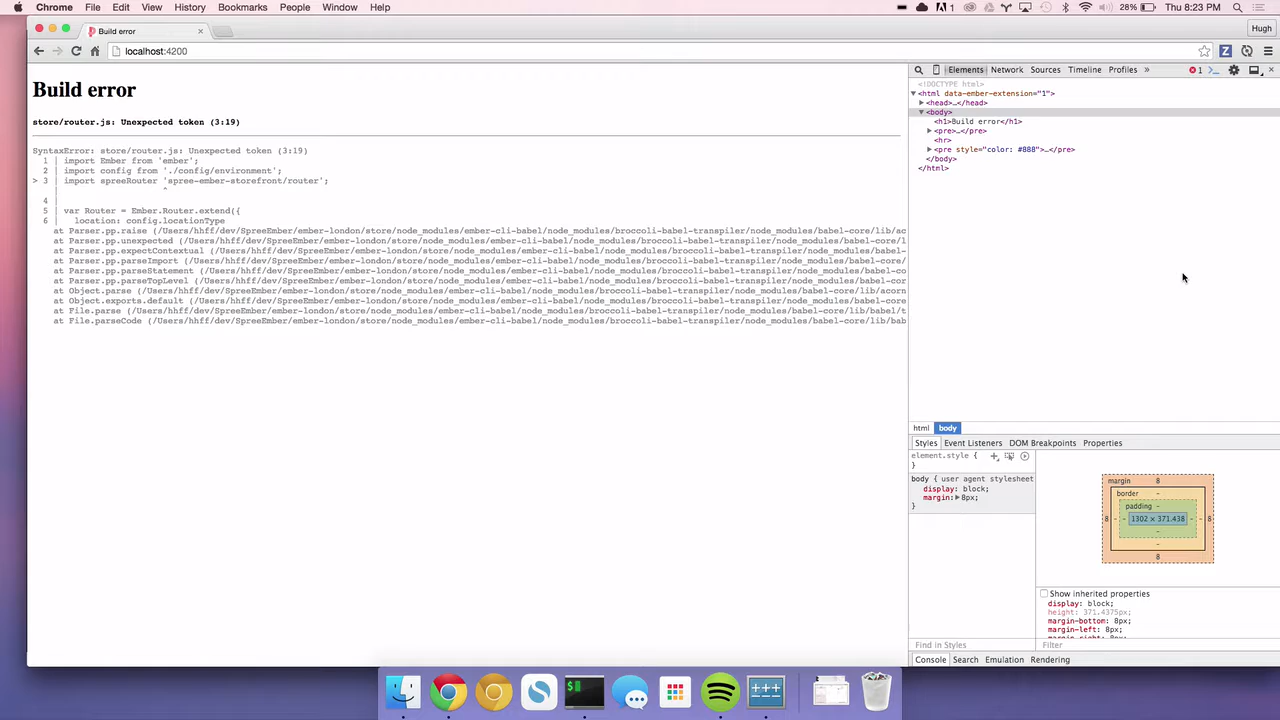 Chrome File Edit View History Bookmarks People Window Help 1 28% Thu 8:23 PM
Build error Hugh
localhost:4200
Build error
store/router.js: Unexpected token (3:19)
SyntaxError: store/router.js: Unexpected token (3:19)
1 | import Ember from 'ember';
2 | import config from './config/environment';
> 3 | import spreeRouter 'spree-ember-storefront/router';
| ^
4 |
5 | var Router = Ember.Router.extend({
6 | location: config.locationType
at Parser.pp.raise (/Users/hhff/dev/SpreeEmber/ember-london/store/node_modules/ember-cli-babel/node_modules/broccoli-babel-transpiler/node_modules/babel-core/lib/ac
at Parser.pp.unexpected (/Users/hhff/dev/SpreeEmber/ember-london/store/node_modules/ember-cli-babel/node_modules/broccoli-babel-transpiler/node_modules/babel-core/l
at Parser.pp.expectContextual (/Users/hhff/dev/SpreeEmber/ember-london/store/node_modules/ember-cli-babel/node_modules/broccoli-babel-transpiler/node_modules/babel-
at Parser.pp.parseImport (/Users/hhff/dev/SpreeEmber/ember-london/store/node_modules/ember-cli-babel/node_modules/broccoli-babel-transpiler/node_modules/babel-core/
at Parser.pp.parseStatement (/Users/hhff/dev/SpreeEmber/ember-london/store/node_modules/ember-cli-babel/node_modules/broccoli-babel-transpiler/node_modules/babel-co
at Parser.pp.parseTopLevel (/Users/hhff/dev/SpreeEmber/ember-london/store/node_modules/ember-cli-babel/node_modules/broccoli-babel-transpiler/node_modules/babel-cor
at Object.parse (/Users/hhff/dev/SpreeEmber/ember-london/store/node_modules/ember-cli-babel/node_modules/broccoli-babel-transpiler/node_modules/babel-core/lib/acorn
at Object.exports.default (/Users/hhff/dev/SpreeEmber/ember-london/store/node_modules/ember-cli-babel/node_modules/broccoli-babel-transpiler/node_modules/babel-core
at File.parse (/Users/hhff/dev/SpreeEmber/ember-london/store/node_modules/ember-cli-babel/node_modules/broccoli-babel-transpiler/node_modules/babel-core/lib/babel/t
at File.parseCode (/Users/hhff/dev/SpreeEmber/ember-london/store/node_modules/ember-cli-babel/node_modules/broccoli-babel-transpiler/node_modules/babel-core/lib/bab
Elements Network Sources Timeline Profiles » 1
<!DOCTYPE html>
<html data-ember-extension="1">
<head>…</head>
<body>
<h1>Build error</h1>
<pre>…</pre>
<hr>
<pre style="color: #888">…</pre>
</body>
</html>
html body
Styles Event Listeners DOM Breakpoints Properties
element.style {
}
body { user agent stylesheet
display: block;
margin: 8px;
}
margin 8
border -
padding -
8 - - 1302 × 371.438 - - 8
-
-
8
Show inherited properties
display: block;
height: 371.4375px;
margin-bottom: 8px;
margin-left: 8px;
margin-right: 8px;
Find in Styles Filter
Console Search Emulation Rendering